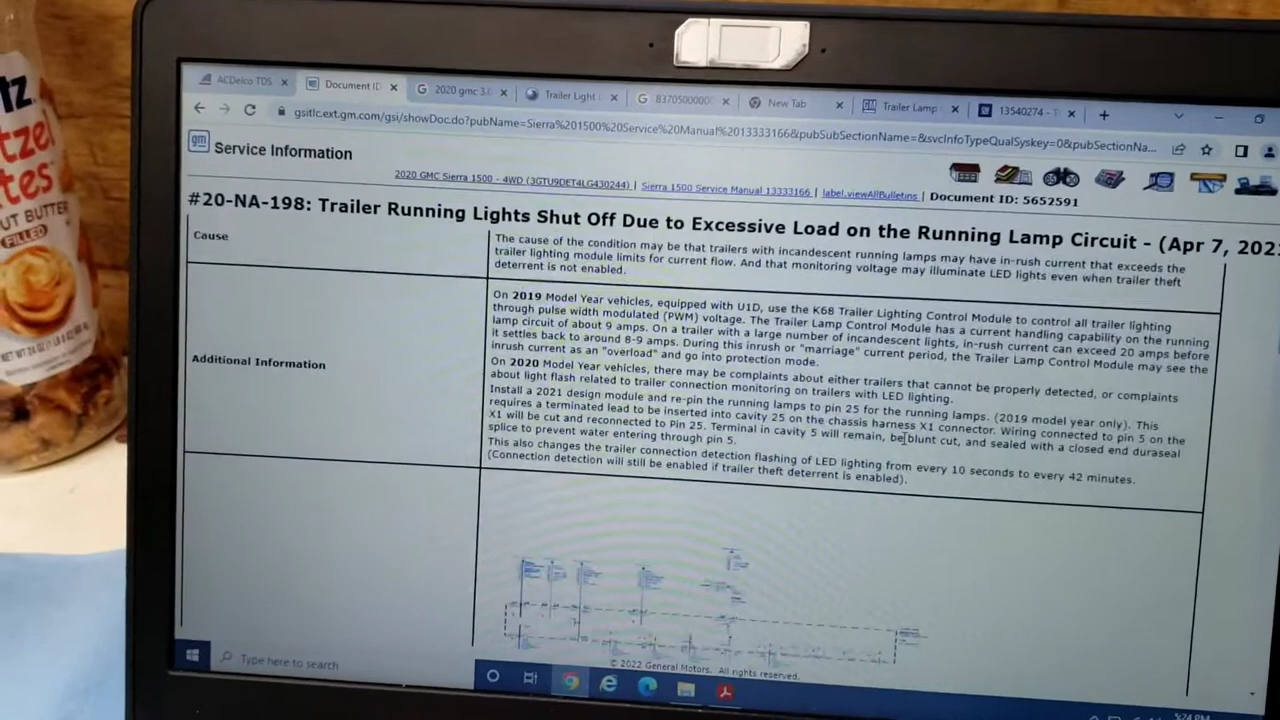 tz
tzel
tes
UT BUTTER
FILLED
ACDelco TDS
Document ID
2020 gmc 3.
Trailer Light
8370500000
New Tab
Trailer Lamp
13540274 - T
gsitlc.ext.gm.com/gsi/showDoc.do?pubName=Sierra%201500%20Service%20Manual%2013333166&pubSubSectionName=&svcInfoTypeQualSyskey=0&pubSectionNa...
gm
Service Information
2020 GMC Sierra 1500 - 4WD (3GTU9DET4LG430244) | Sierra 1500 Service Manual 13333166 | label.viewAllBulletins | Document ID: 5652591
#20-NA-198: Trailer Running Lights Shut Off Due to Excessive Load on the Running Lamp Circuit - (Apr 7, 202
Cause
The cause of the condition may be that trailers with incandescent running lamps may have in-rush current that exceeds the
trailer lighting module limits for current flow. And that monitoring voltage may illuminate LED lights even when trailer theft
deterrent is not enabled.
Additional Information
On 2019 Model Year vehicles, equipped with U1D, use the K68 Trailer Lighting Control Module to control all trailer lighting
through pulse width modulated (PWM) voltage. The Trailer Lamp Control Module has a current handling capability on the running
lamp circuit of about 9 amps. On a trailer with a large number of incandescent lights, in-rush current can exceed 20 amps before
it settles back to around 8-9 amps. During this inrush or "marriage" current period, the Trailer Lamp Control Module may see the
inrush current as an "overload" and go into protection mode.
On 2020 Model Year vehicles, there may be complaints about either trailers that cannot be properly detected, or complaints
about light flash related to trailer connection monitoring on trailers with LED lighting.
Install a 2021 design module and re-pin the running lamps to pin 25 for the running lamps. (2019 model year only). This
requires a terminated lead to be inserted into cavity 25 on the chassis harness X1 connector. Wiring connected to pin 5 on the
X1 will be cut and reconnected to Pin 25. Terminal in cavity 5 will remain, be blunt cut, and sealed with a closed end duraseal
splice to prevent water entering through pin 5.
This also changes the trailer connection detection flashing of LED lighting from every 10 seconds to every 42 minutes.
(Connection detection will still be enabled if trailer theft deterrent is enabled).
© 2022 General Motors. All rights reserved.
Type here to search
5:24 PM